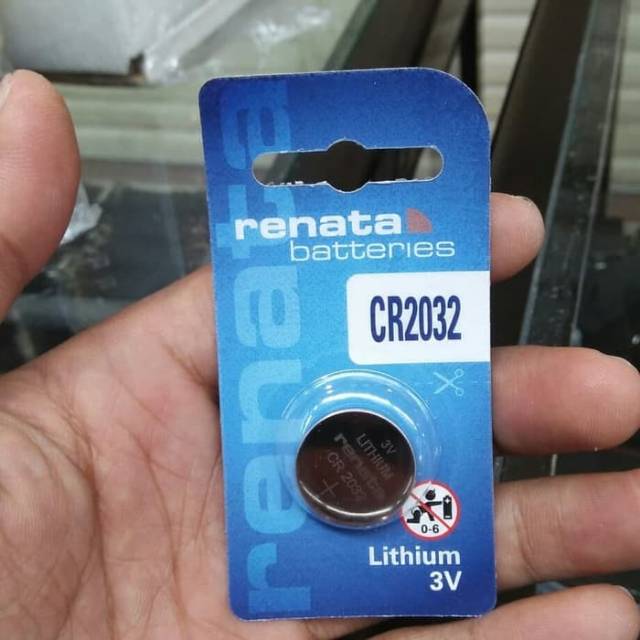 renata
renata
batteries
CR2032
3V
LITHIUM
renata
CR 2032
+
0-6
Lithium
3V